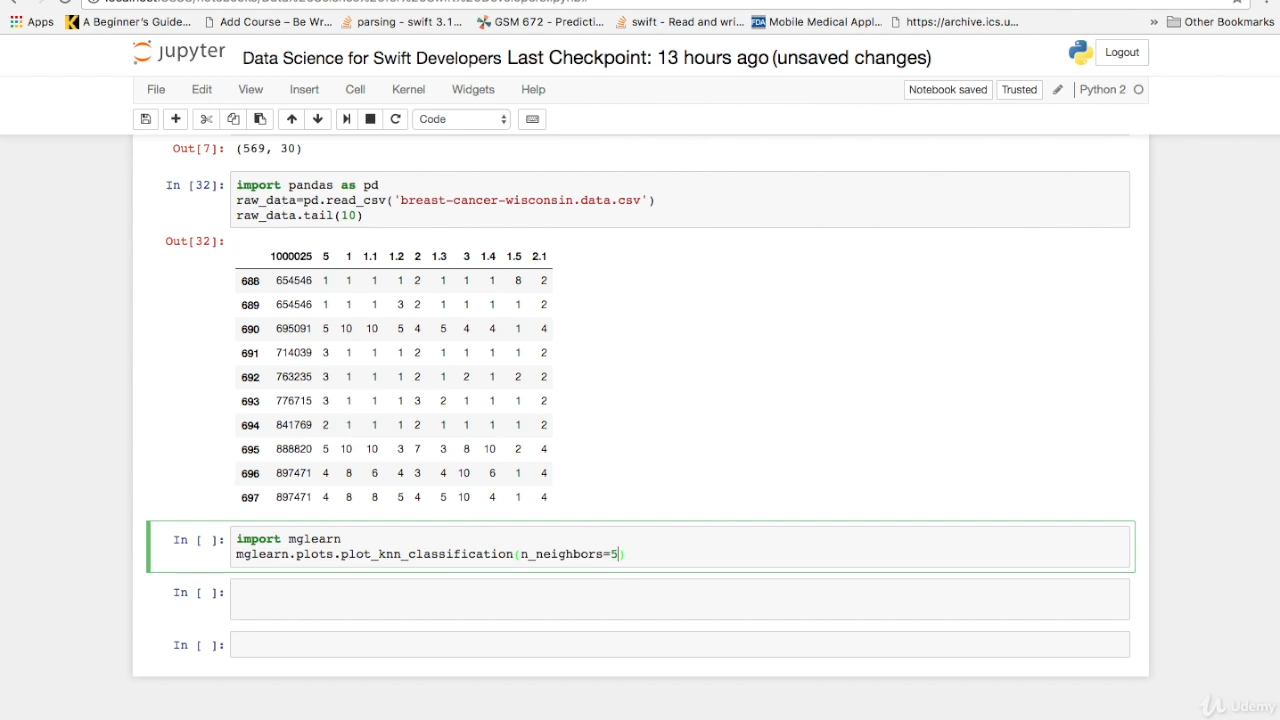 Apps A Beginner's Guide... Add Course – Be Wr... parsing - swift 3.1... GSM 672 – Predicti... swift - Read and wri... FDA Mobile Medical Appl... https://archive.ics.u... » Other Bookmarks
jupyter Data Science for Swift Developers Last Checkpoint: 13 hours ago (unsaved changes) Logout
File Edit View Insert Cell Kernel Widgets Help Notebook saved Trusted Python 2
Code
Out[7]: (569, 30)
In [32]: import pandas as pd
raw_data=pd.read_csv('breast-cancer-wisconsin.data.csv')
raw_data.tail(10)
Out[32]:
1000025 5 1 1.1 1.2 2 1.3 3 1.4 1.5 2.1
688 654546 1 1 1 1 2 1 1 1 8 2
689 654546 1 1 1 3 2 1 1 1 1 2
690 695091 5 10 10 5 4 5 4 4 1 4
691 714039 3 1 1 1 2 1 1 1 1 2
692 763235 3 1 1 1 2 1 2 1 2 2
693 776715 3 1 1 1 3 2 1 1 1 2
694 841769 2 1 1 1 2 1 1 1 1 2
695 888820 5 10 10 3 7 3 8 10 2 4
696 897471 4 8 6 4 3 4 10 6 1 4
697 897471 4 8 8 5 4 5 10 4 1 4
In [ ]: import mglearn
mglearn.plots.plot_knn_classification(n_neighbors=5)
In [ ]:
In [ ]:
Udemy